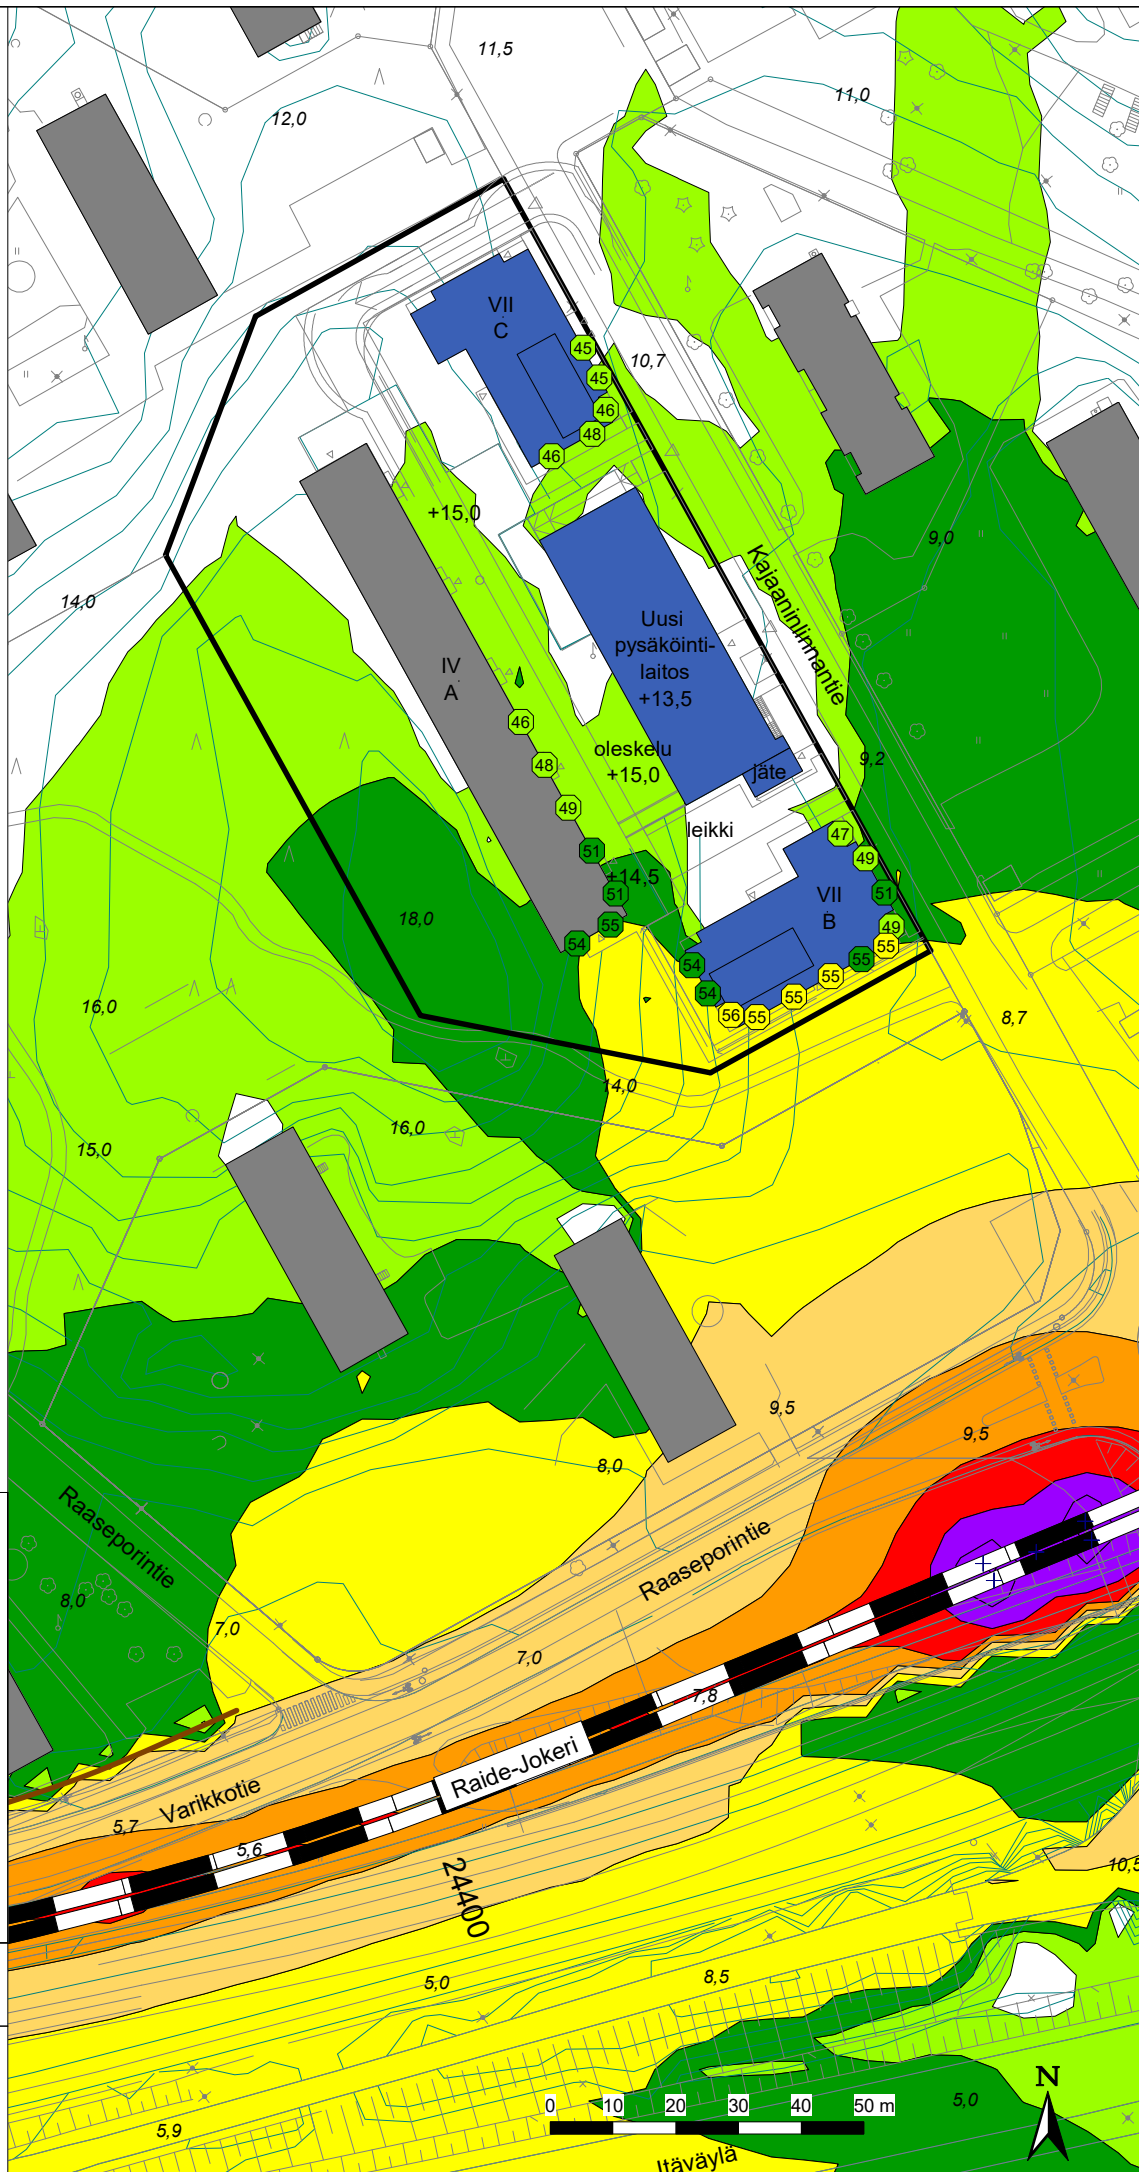 11,5
12,0
11,0
VII
C
45
10,7
45
46
48
46
+15,0
9,0
Kajaaninlinnantie
14,0
Uusi
pysäköinti-
laitos
+13,5
IV
A
46
oleskelu
+15,0
48
9,2
jäte
49
leikki
47
51
49
+14,5
51
VII
B
51
18,0
55
49
54
55
54
55
54
55
55
56
55
16,0
8,7
14,0
16,0
15,0
9,5
9,5
8,0
Raaseporintie
Raaseporintie
8,0
7,0
7,0
7,8
Raide-Jokeri
Varikkotie
5,7
5,6
24400
10,5
5,0
8,5
N
0 10 20 30 40 50 m
5,0
5,9
Itäväylä